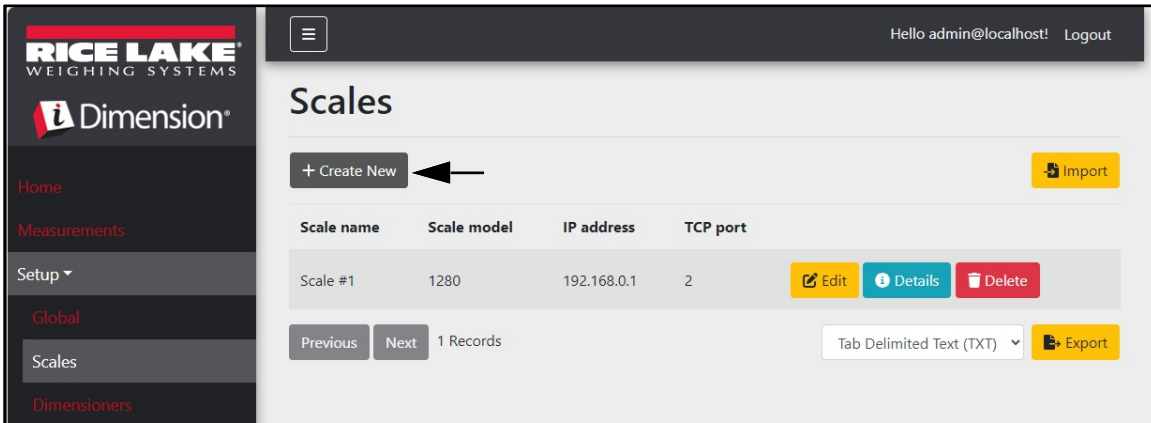 RICE LAKE®
WEIGHING SYSTEMS
i Dimension®
Home
Measurements
Setup
Global
Scales
Dimensioners
Hello admin@localhost! Logout
Scales
+ Create New
Import
Scale name Scale model IP address TCP port
Scale #1 1280 192.168.0.1 2 Edit Details Delete
Previous Next 1 Records Tab Delimited Text (TXT) Export